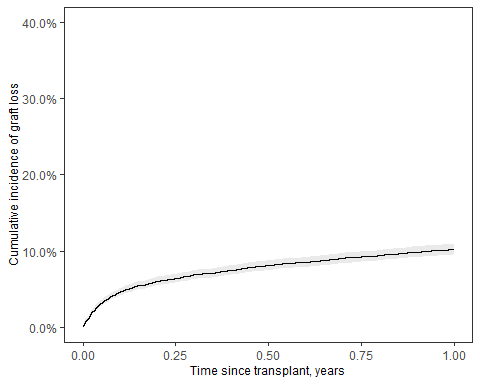 Cumulative incidence of graft loss
40.0%
30.0%
20.0%
10.0%
0.0%
0.00 0.25 0.50 0.75 1.00
Time since transplant, years